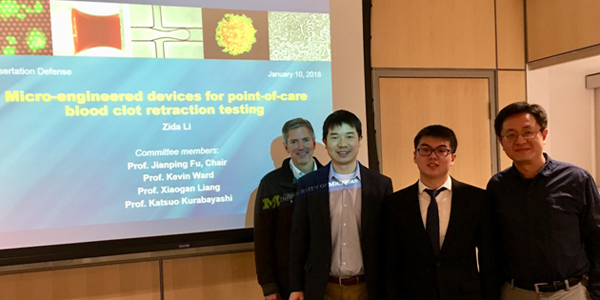 sertation Defense
January 10, 2018
Micro-engineered devices for point-of-care
blood clot retraction testing
Zida Li
Committee members:
Prof. Jianping Fu, Chair
Prof. Kevin Ward
Prof. Xiaogan Liang
Prof. Katsuo Kurabayashi